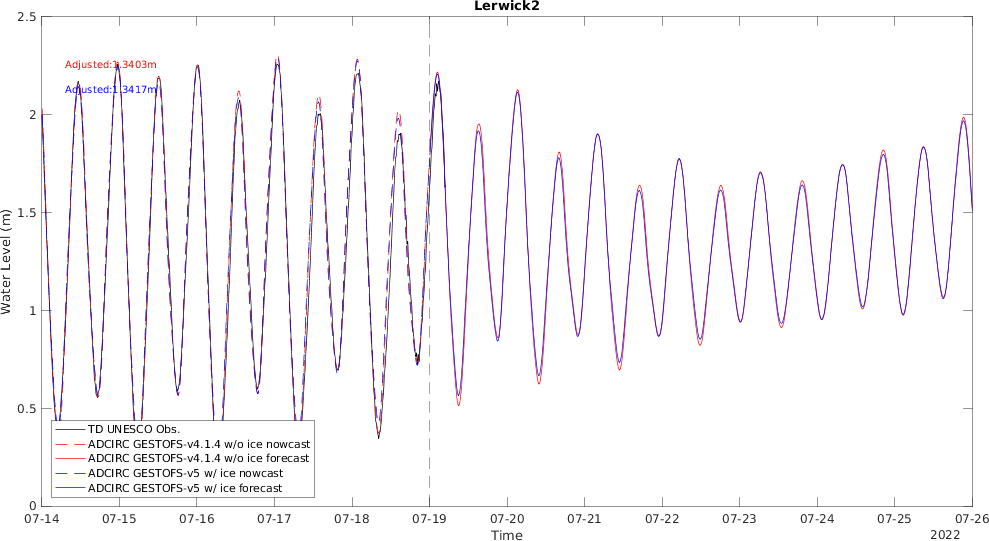 Lerwick2
2.5
2
1.5
1
0.5
0
Water Level (m)
Adjusted:1.3403m
Adjusted:1.3417m
TD UNESCO Obs.
ADCIRC GESTOFS-v4.1.4 w/o ice nowcast
ADCIRC GESTOFS-v4.1.4 w/o ice forecast
ADCIRC GESTOFS-v5 w/ ice nowcast
ADCIRC GESTOFS-v5 w/ ice forecast
07-14 07-15 07-16 07-17 07-18 07-19 07-20 07-21 07-22 07-23 07-24 07-25 07-26
Time
2022